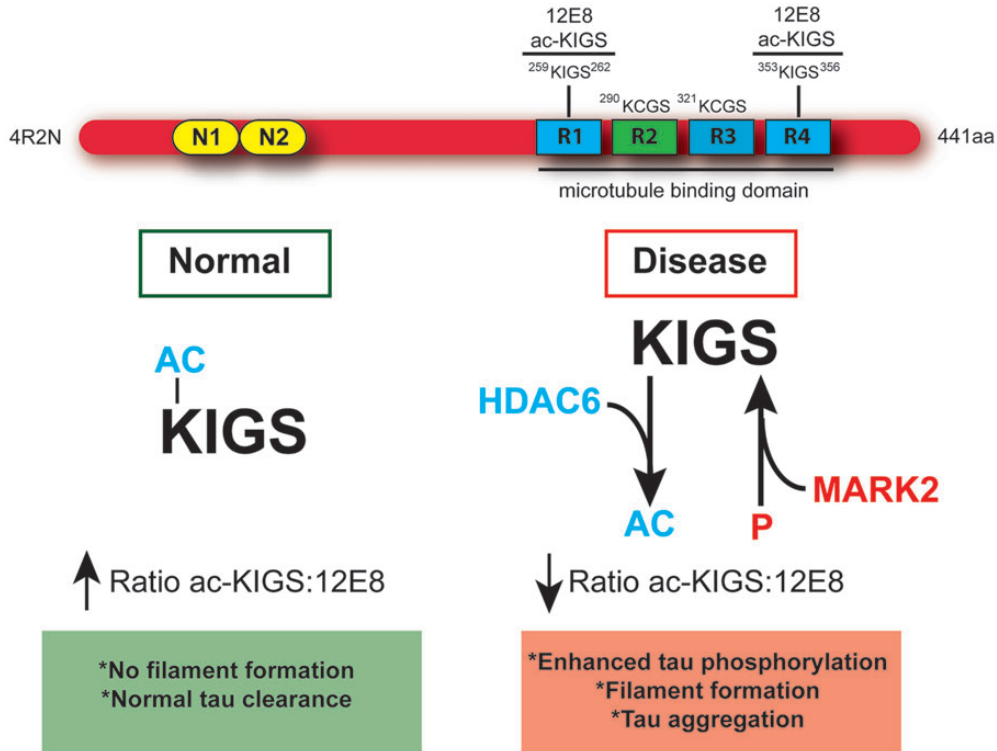 12E8
ac-KIGS
²⁵⁹KIGS²⁶²
12E8
ac-KIGS
³⁵³KIGS³⁵⁶
²⁹⁰KCGS
³²¹KCGS
4R2N
N1
N2
R1
R2
R3
R4
441aa
microtubule binding domain
Normal
Disease
AC
KIGS
KIGS
HDAC6
MARK2
AC
P
Ratio ac-KIGS:12E8
Ratio ac-KIGS:12E8
*No filament formation
*Normal tau clearance
*Enhanced tau phosphorylation
*Filament formation
*Tau aggregation